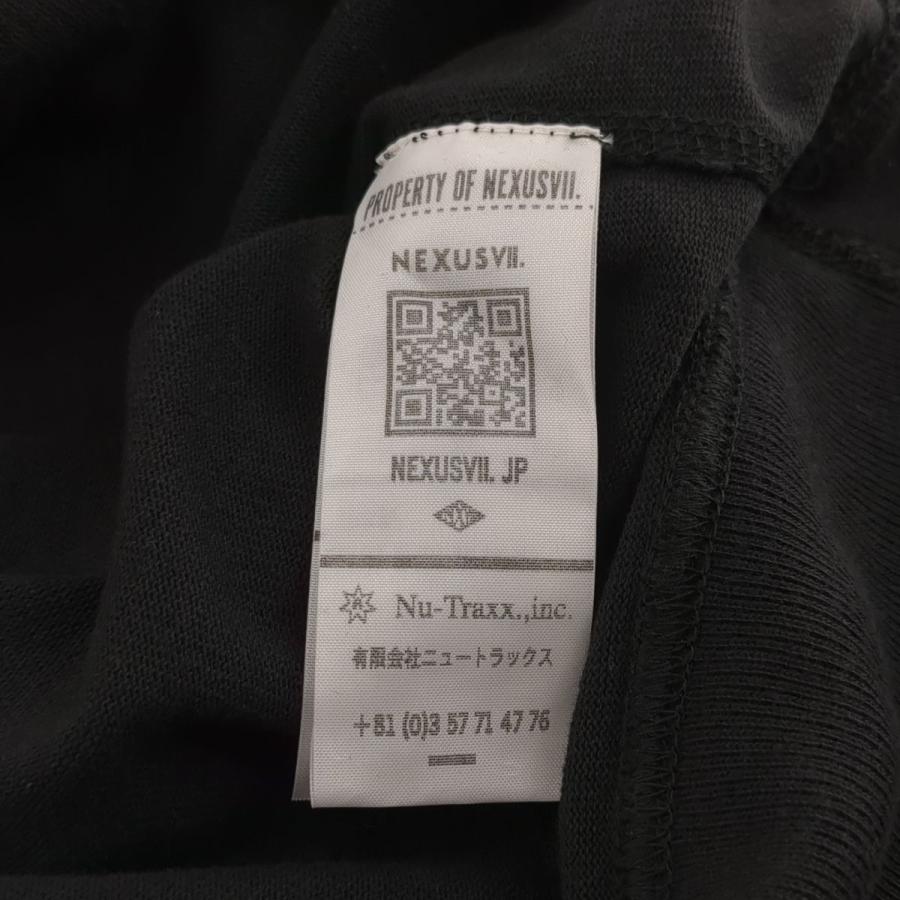 PROPERTY OF NEXUSVII.
NEXUSVII.
NEXUSVII. JP
Nu-Traxx.,inc.
有限会社ニュートラックス
+81 (0)3 57 71 47 76